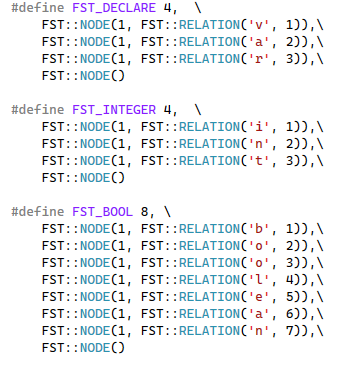 #define FST_DECLARE 4,  \
    FST::NODE(1, FST::RELATION('v', 1)),\
    FST::NODE(1, FST::RELATION('a', 2)),\
    FST::NODE(1, FST::RELATION('r', 3)),\
    FST::NODE()
#define FST_INTEGER 4,  \
    FST::NODE(1, FST::RELATION('i', 1)),\
    FST::NODE(1, FST::RELATION('n', 2)),\
    FST::NODE(1, FST::RELATION('t', 3)),\
    FST::NODE()
#define FST_BOOL 8, \
    FST::NODE(1, FST::RELATION('b', 1)),\
    FST::NODE(1, FST::RELATION('o', 2)),\
    FST::NODE(1, FST::RELATION('o', 3)),\
    FST::NODE(1, FST::RELATION('l', 4)),\
    FST::NODE(1, FST::RELATION('e', 5)),\
    FST::NODE(1, FST::RELATION('a', 6)),\
    FST::NODE(1, FST::RELATION('n', 7)),\
    FST::NODE()